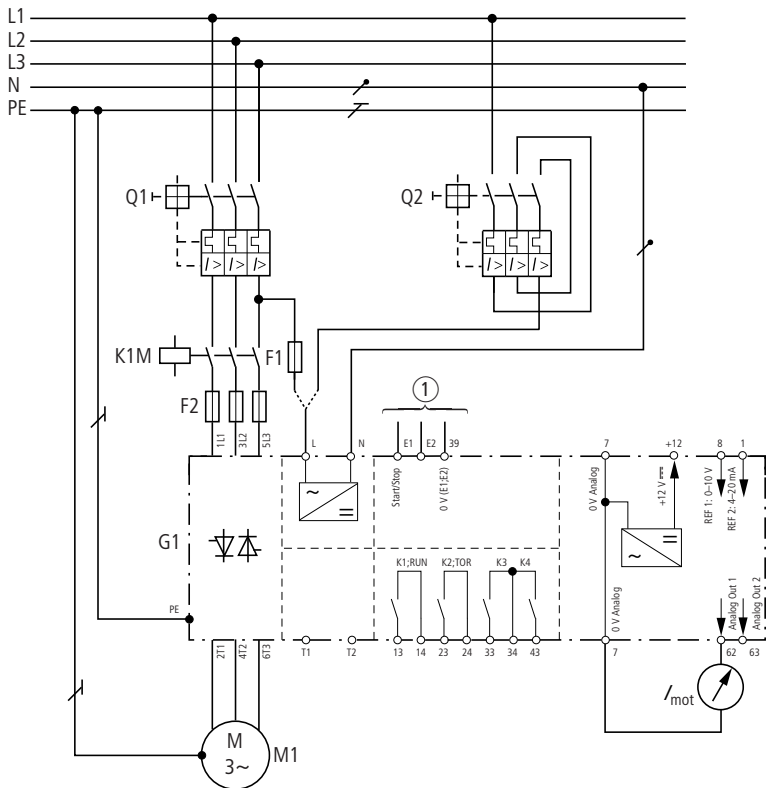 L1
L2
L3
N
PE
Q1
Q2
I> I> I>
I> I> I>
K1M
F1
F2
1
1L1 3L2 5L3
L N
E1 E2 39
7 +12 8 1
Start/Stop
0 V (E1;E2)
0 V Analog
+12 V
REF 1: 0–10 V
REF 2: 4–20 mA
~ =
~ =
G1
K1;RUN K2;TOR K3 K4
PE
0 V Analog
Analog Out 1
Analog Out 2
2T1 4T2 6T3
T1 T2
13 14 23 24 33 34 43
7 62 63
Imot
M
3~
M1